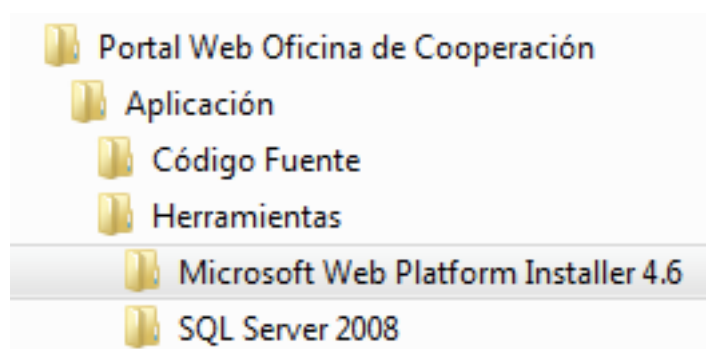 Portal Web Oficina de Cooperación
Aplicación
Código Fuente
Herramientas
Microsoft Web Platform Installer 4.6
SQL Server 2008